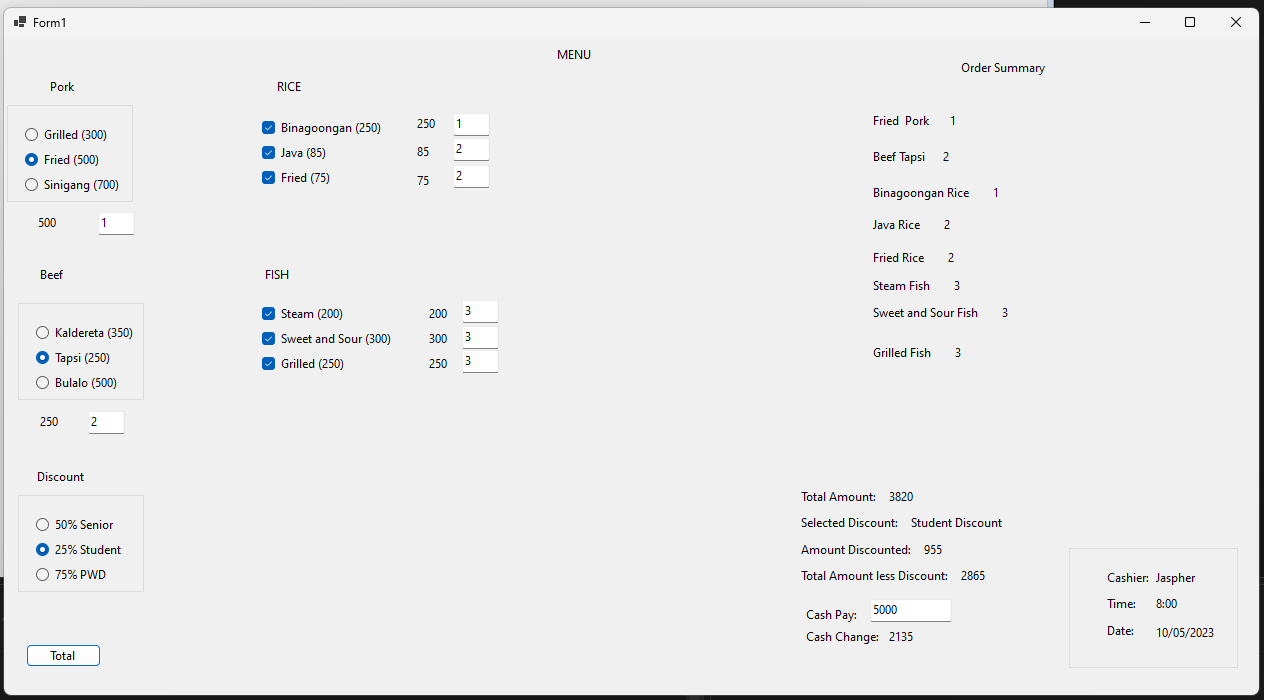 Form1
MENU
Order Summary
Pork
Grilled (300)
Fried (500)
Sinigang (700)
500 1
RICE
Binagoongan (250) 250 1
Java (85) 85 2
Fried (75) 75 2
Beef
Kaldereta (350)
Tapsi (250)
Bulalo (500)
250 2
FISH
Steam (200) 200 3
Sweet and Sour (300) 300 3
Grilled (250) 250 3
Discount
50% Senior
25% Student
75% PWD
Total
Fried Pork 1
Beef Tapsi 2
Binagoongan Rice 1
Java Rice 2
Fried Rice 2
Steam Fish 3
Sweet and Sour Fish 3
Grilled Fish 3
Total Amount: 3820
Selected Discount: Student Discount
Amount Discounted: 955
Total Amount less Discount: 2865
Cash Pay: 5000
Cash Change: 2135
Cashier: Jaspher
Time: 8:00
Date: 10/05/2023